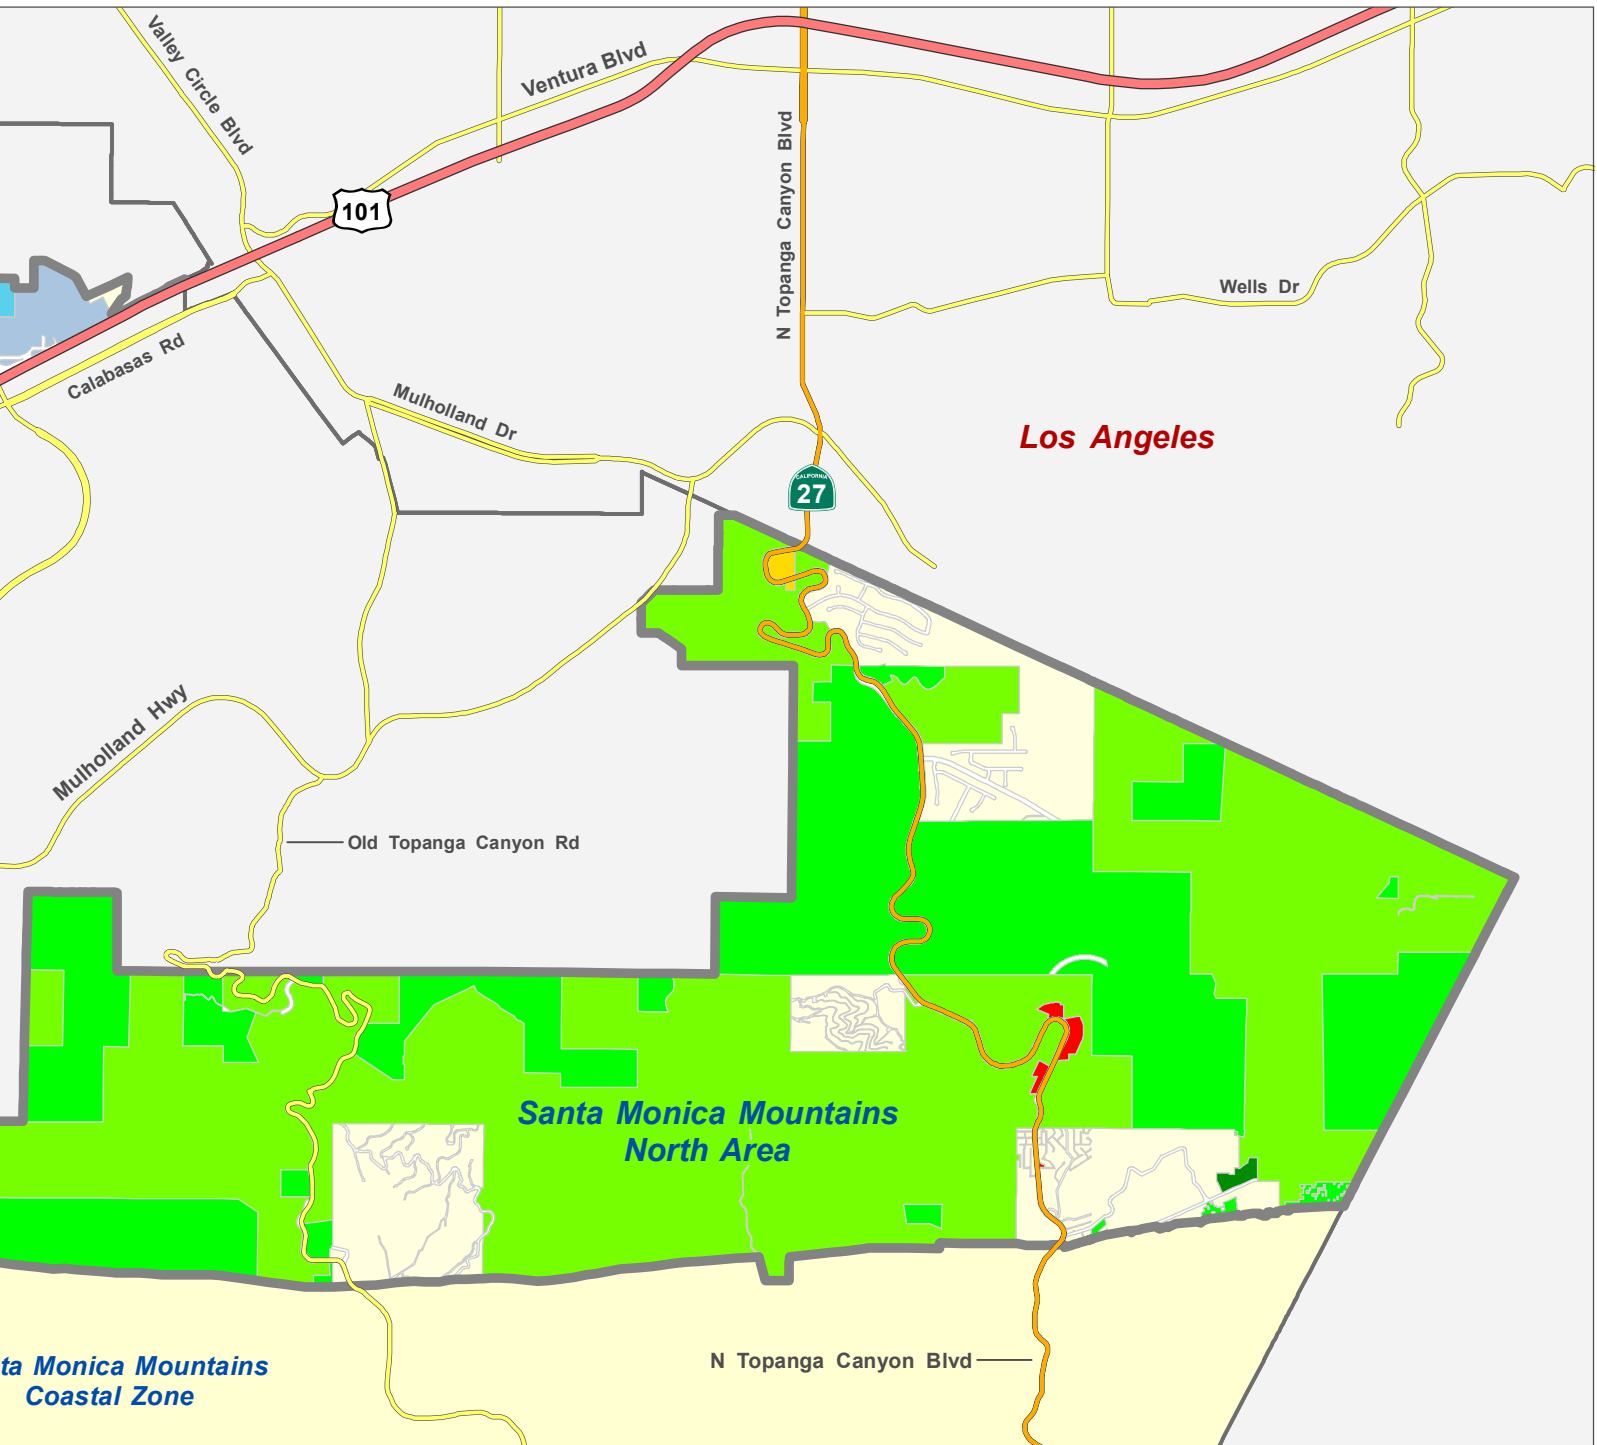 Valley Circle Blvd
Ventura Blvd
N Topanga Canyon Blvd
101
Wells Dr
Calabasas Rd
Mulholland Dr
Los Angeles
CALIFORNIA
27
Mulholland Hwy
Old Topanga Canyon Rd
Santa Monica Mountains
North Area
N Topanga Canyon Blvd
ta Monica Mountains
Coastal Zone